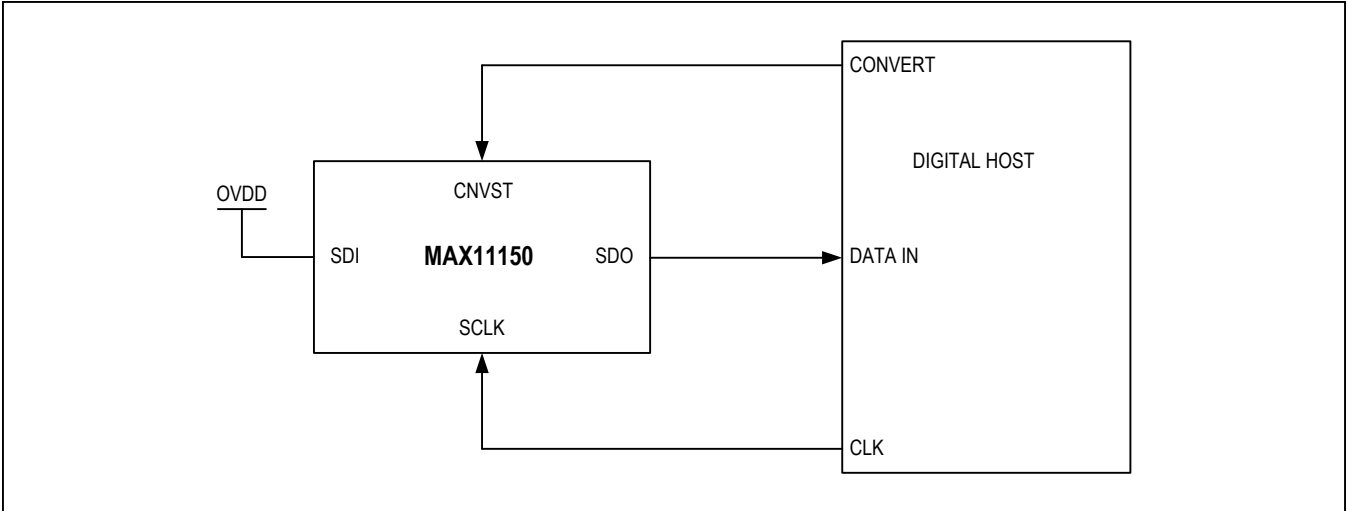 CONVERT
DIGITAL HOST
OVDD
CNVST
SDI
MAX11150
SDO
DATA IN
SCLK
CLK